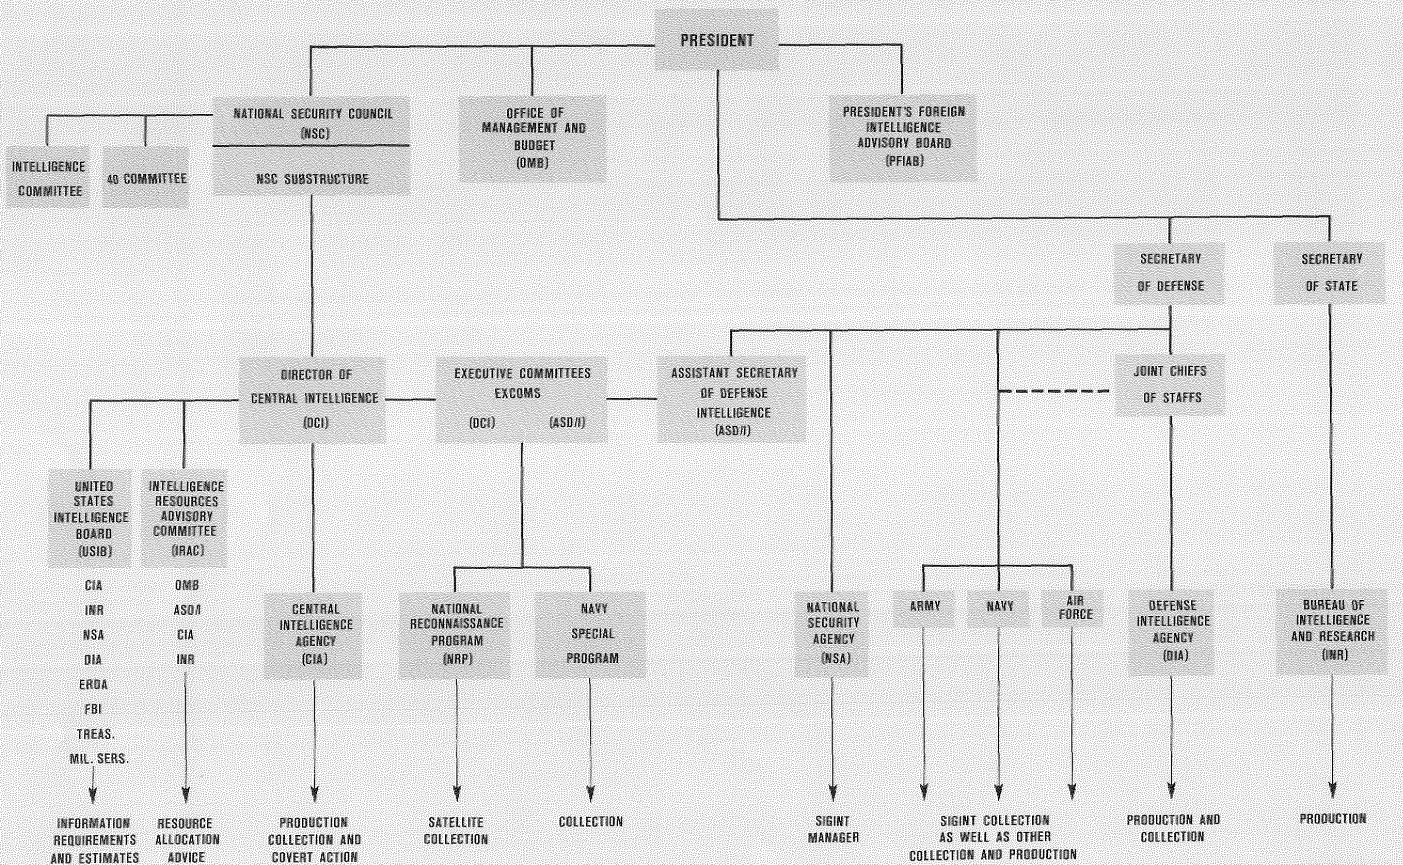 PRESIDENT
NATIONAL SECURITY COUNCIL
(NSC)
NSC SUBSTRUCTURE
OFFICE OF
MANAGEMENT AND
BUDGET
(OMB)
PRESIDENT'S FOREIGN
INTELLIGENCE
ADVISORY BOARD
(PFIAB)
INTELLIGENCE
COMMITTEE
40 COMMITTEE
SECRETARY
OF DEFENSE
SECRETARY
OF STATE
DIRECTOR OF
CENTRAL INTELLIGENCE
(DCI)
EXECUTIVE COMMITTEES
EXCOMS
(DCI) (ASD/I)
ASSISTANT SECRETARY
OF DEFENSE
INTELLIGENCE
(ASD/I)
JOINT CHIEFS
OF STAFFS
UNITED
STATES
INTELLIGENCE
BOARD
(USIB)
CIA
INR
NSA
DIA
ERDA
FBI
TREAS.
MIL. SERS.
INTELLIGENCE
RESOURCES
ADVISORY
COMMITTEE
(IRAC)
OMB
ASD/I
CIA
INR
CENTRAL
INTELLIGENCE
AGENCY
(CIA)
NATIONAL
RECONNAISSANCE
PROGRAM
(NRP)
NAVY
SPECIAL
PROGRAM
NATIONAL
SECURITY
AGENCY
(NSA)
ARMY
NAVY
AIR
FORCE
DEFENSE
INTELLIGENCE
AGENCY
(DIA)
BUREAU OF
INTELLIGENCE
AND RESEARCH
(INR)
INFORMATION
REQUIREMENTS
AND ESTIMATES
RESOURCE
ALLOCATION
ADVICE
PRODUCTION
COLLECTION AND
COVERT ACTION
SATELLITE
COLLECTION
COLLECTION
SIGINT
MANAGER
SIGINT COLLECTION
AS WELL AS OTHER
COLLECTION AND PRODUCTION
PRODUCTION AND
COLLECTION
PRODUCTION